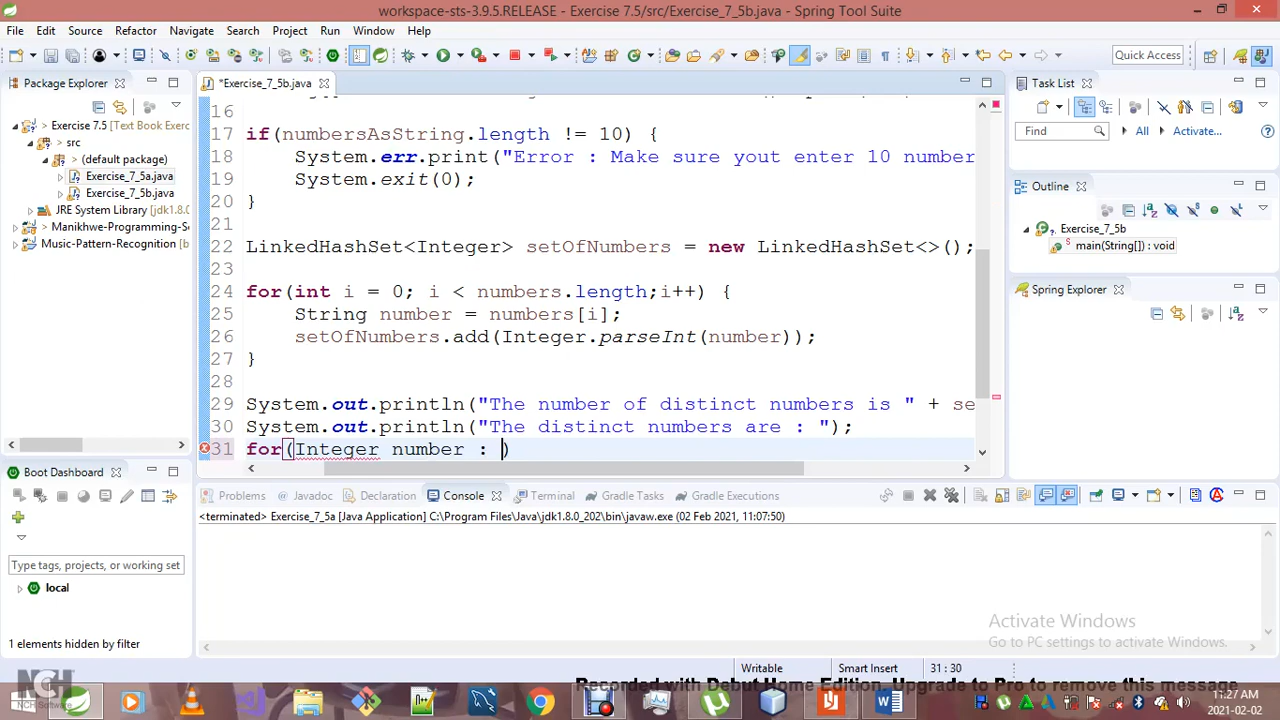 workspace-sts-3.9.5.RELEASE - Exercise 7.5/src/Exercise_7_5b.java - Spring Tool Suite
File Edit Source Refactor Navigate Search Project Run Window Help
Quick Access
Package Explorer
*Exercise_7_5b.java
Task List
Exercise 7.5 [Text Book Exerc
src
(default package)
Exercise_7_5a.java
Exercise_7_5b.java
JRE System Library [jdk1.8.0_
Manikhwe-Programming-S
Music-Pattern-Recognition [b
16
17 if(numbersAsString.length != 10) {
18 System.err.print("Error : Make sure yout enter 10 number
19 System.exit(0);
20 }
21
22 LinkedHashSet<Integer> setOfNumbers = new LinkedHashSet<>();
23
24 for(int i = 0; i < numbers.length;i++) {
25 String number = numbers[i];
26 setOfNumbers.add(Integer.parseInt(number));
27 }
28
29 System.out.println("The number of distinct numbers is " + se
30 System.out.println("The distinct numbers are : ");
31 for(Integer number : )
Find
All
Activate...
Outline
Exercise_7_5b
main(String[]) : void
Spring Explorer
Boot Dashboard
Type tags, projects, or working set
local
1 elements hidden by filter
Problems Javadoc Declaration Console Terminal Gradle Tasks Gradle Executions
<terminated> Exercise_7_5a [Java Application] C:\Program Files\Java\jdk1.8.0_202\bin\javaw.exe (02 Feb 2021, 11:07:50)
Activate Windows
Go to PC settings to activate Windows.
Writable
Smart Insert
31 : 30
NCH
NCH Software
Recorded with Debut Home Edition. Upgrade to Pro to remove this message
11:27 AM
2021-02-02